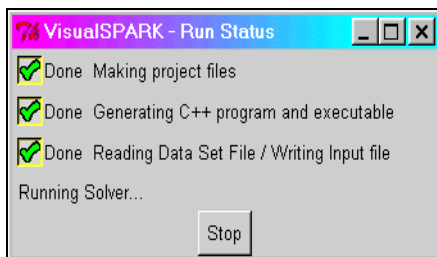 VisualSPARK - Run Status
Done Making project files
Done Generating C++ program and executable
Done Reading Data Set File / Writing Input file
Running Solver...
Stop